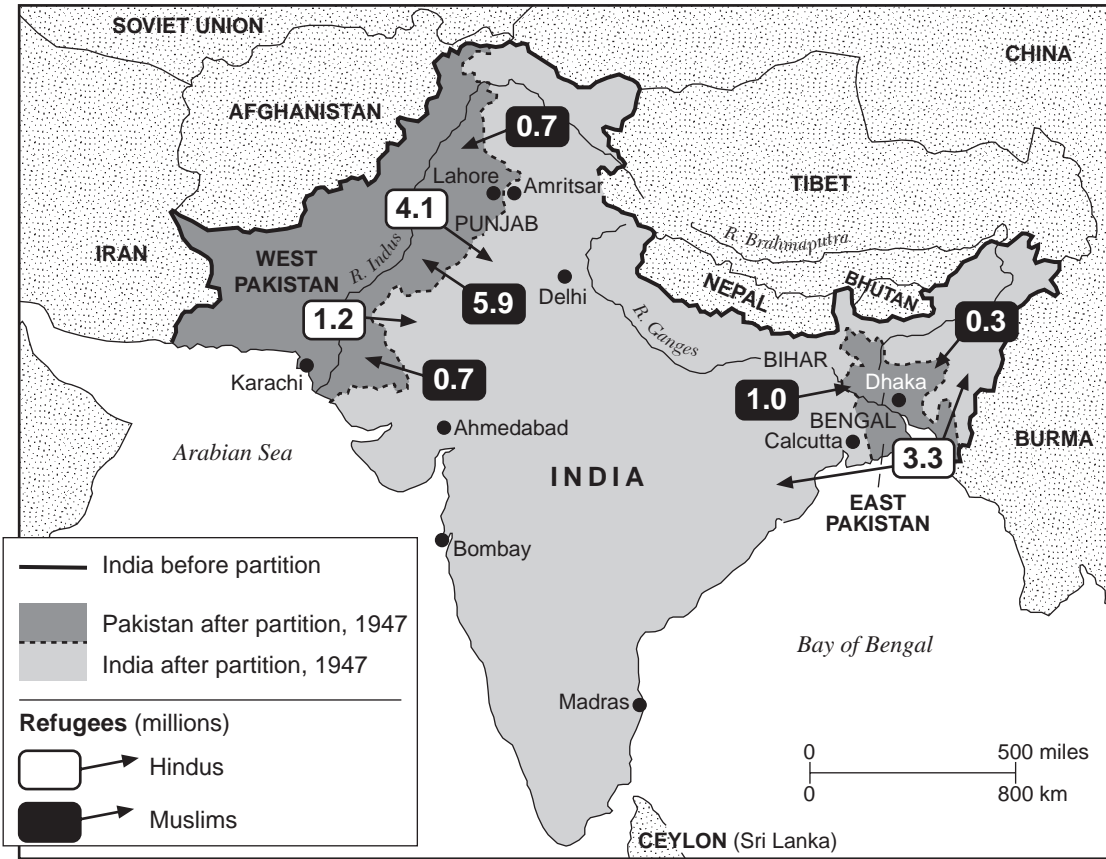 SOVIET UNION
CHINA
AFGHANISTAN
0.7
Lahore
Amritsar
TIBET
4.1
PUNJAB
IRAN
WEST
PAKISTAN
R. Indus
R. Brahmaputra
5.9
Delhi
NEPAL
BHUTAN
1.2
R. Ganges
0.3
Karachi
0.7
BIHAR
1.0
Dhaka
Ahmedabad
BENGAL
Calcutta
BURMA
Arabian Sea
INDIA
3.3
EAST
PAKISTAN
Bombay
Bay of Bengal
Madras
CEYLON (Sri Lanka)
India before partition
Pakistan after partition, 1947
India after partition, 1947
Refugees (millions)
Hindus
Muslims
0 500 miles
0 800 km